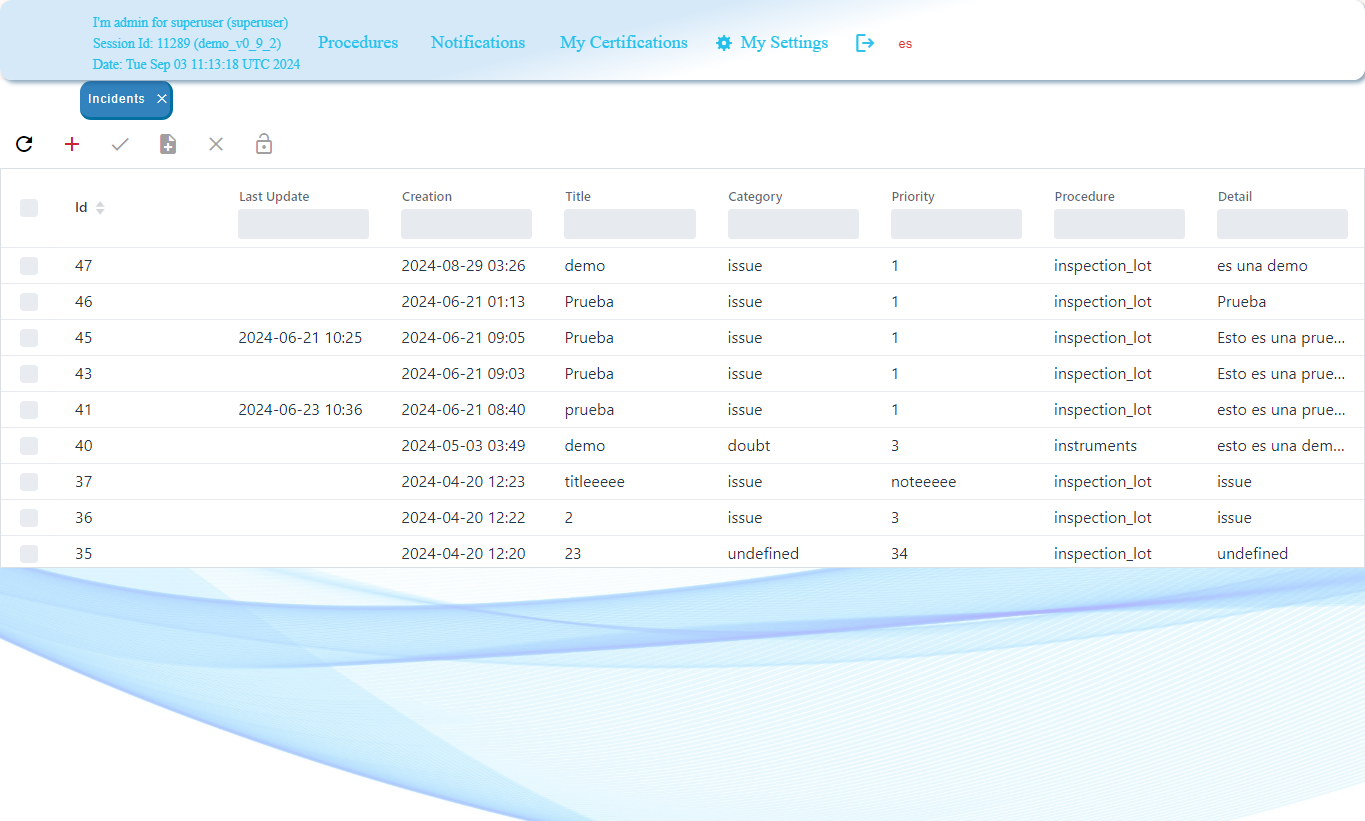 I'm admin for superuser (superuser)
Session Id: 11289 (demo_v0_9_2)
Date: Tue Sep 03 11:13:18 UTC 2024
Procedures Notifications My Certifications My Settings es
Incidents
Id Last Update Creation Title Category Priority Procedure Detail
47 2024-08-29 03:26 demo issue 1 inspection_lot es una demo
46 2024-06-21 01:13 Prueba issue 1 inspection_lot Prueba
45 2024-06-21 10:25 2024-06-21 09:05 Prueba issue 1 inspection_lot Esto es una prue...
43 2024-06-21 09:03 Prueba issue 1 inspection_lot Esto es una prue...
41 2024-06-23 10:36 2024-06-21 08:40 prueba issue 1 inspection_lot esto es una prue...
40 2024-05-03 03:49 demo doubt 3 instruments esto es una dem...
37 2024-04-20 12:23 titleeeee issue noteeeee inspection_lot issue
36 2024-04-20 12:22 2 issue 3 inspection_lot issue
35 2024-04-20 12:20 23 undefined 34 inspection_lot undefined